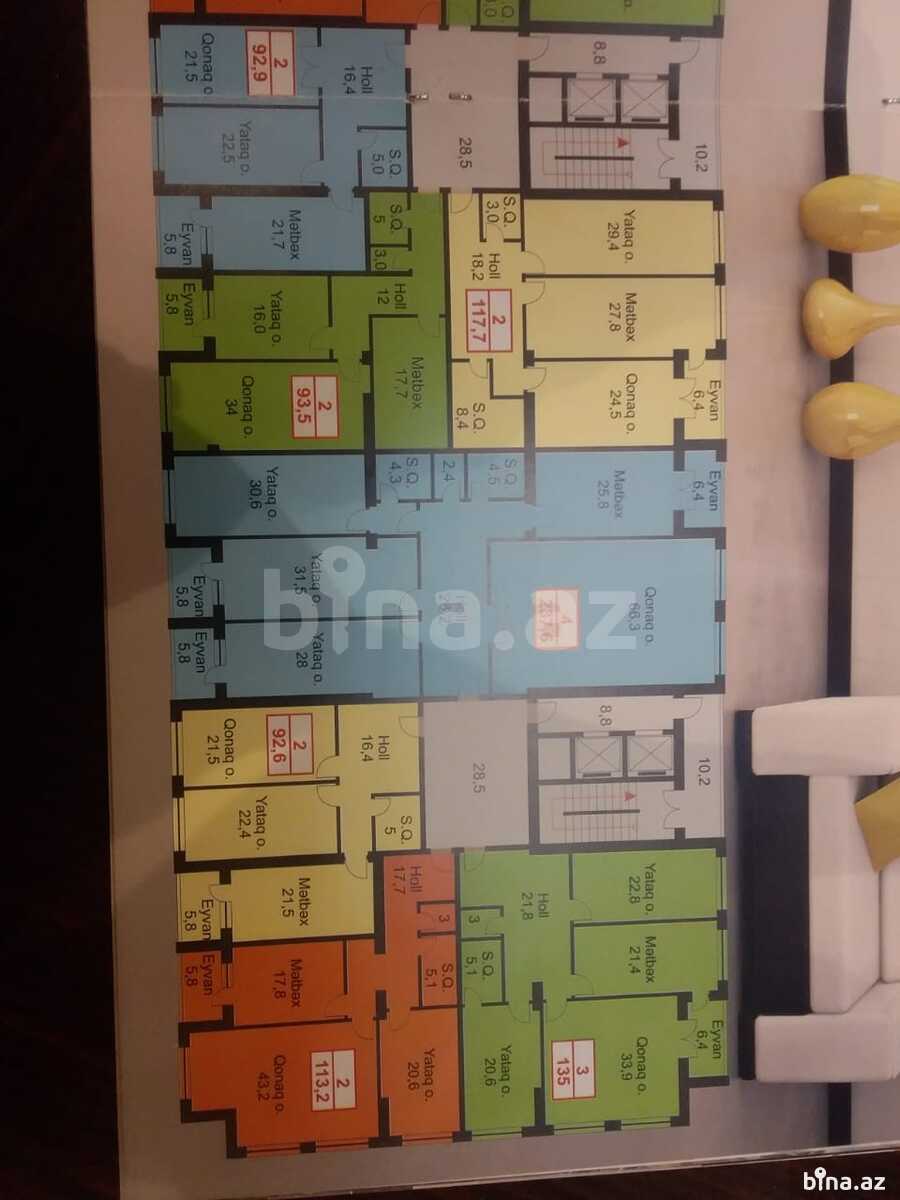 S.Q.
3,0
2
92,9
Qonaq o.
21,5
Holl
16,4
Yataq o.
22,5
S.Q.
5,0
28,5
8,8
10,2
Eyvan
5,8
Mətbəx
21,7
S.Q.
5
3,0
Holl
12
S.Q.
3,0
Holl
18,2
2
117,7
Yataq o.
29,4
Mətbəx
27,8
Qonaq o.
24,5
Eyvan
6,4
S.Q.
8,4
Eyvan
5,8
Yataq o.
16,0
Mətbəx
17,7
Qonaq o.
34
2
93,5
Yataq o.
30,6
S.Q.
4,3
2,4
S.Q.
4,5
Mətbəx
25,8
Eyvan
6,4
Yataq o.
31,5
Eyvan
5,8
Qonaq o.
66,3
4
Yataq o.
28
Eyvan
5,8
bina.az
Qonaq o.
21,5
2
92,6
Holl
16,4
28,5
8,8
10,2
Yataq o.
22,4
S.Q.
5
Mətbəx
21,5
Eyvan
5,8
Holl
17,7
3
S.Q.
5,1
Holl
21,8
3
S.Q.
5,1
Yataq o.
22,8
Mətbəx
21,4
Eyvan
6,4
Eyvan
5,8
Mətbəx
17,8
Qonaq o.
43,2
2
113,2
Yataq o.
20,6
Yataq o.
20,6
3
135
Qonaq o.
33,9
bina.az